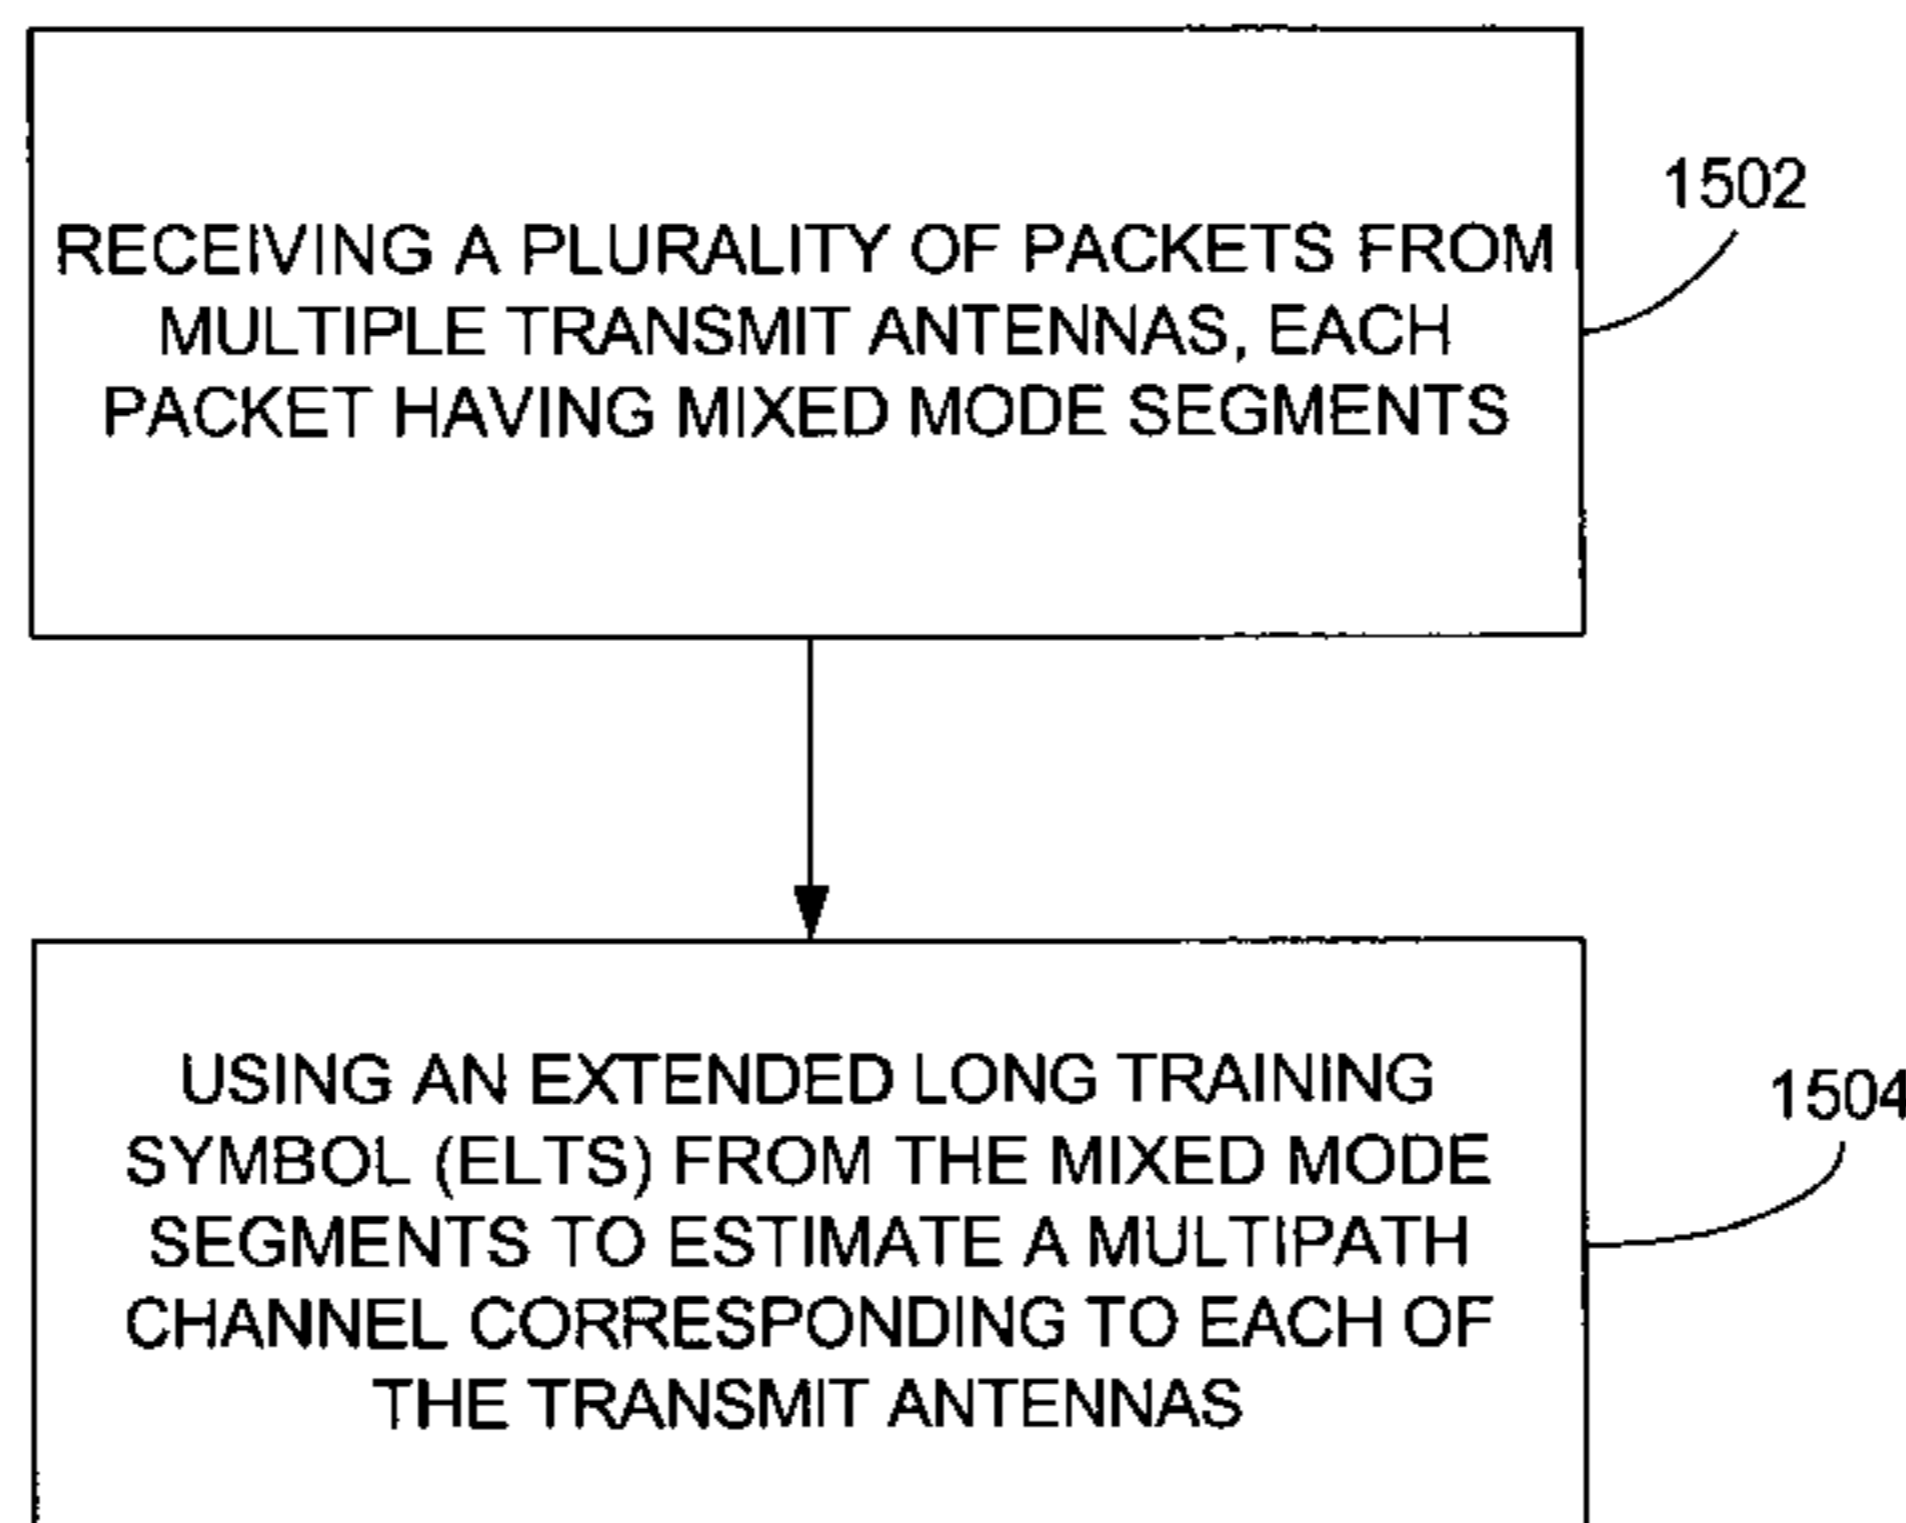 RECEIVING A PLURALITY OF PACKETS FROM
MULTIPLE TRANSMIT ANTENNAS, EACH
PACKET HAVING MIXED MODE SEGMENTS
1502
USING AN EXTENDED LONG TRAINING
SYMBOL (ELTS) FROM THE MIXED MODE
SEGMENTS TO ESTIMATE A MULTIPATH
CHANNEL CORRESPONDING TO EACH OF
THE TRANSMIT ANTENNAS
1504